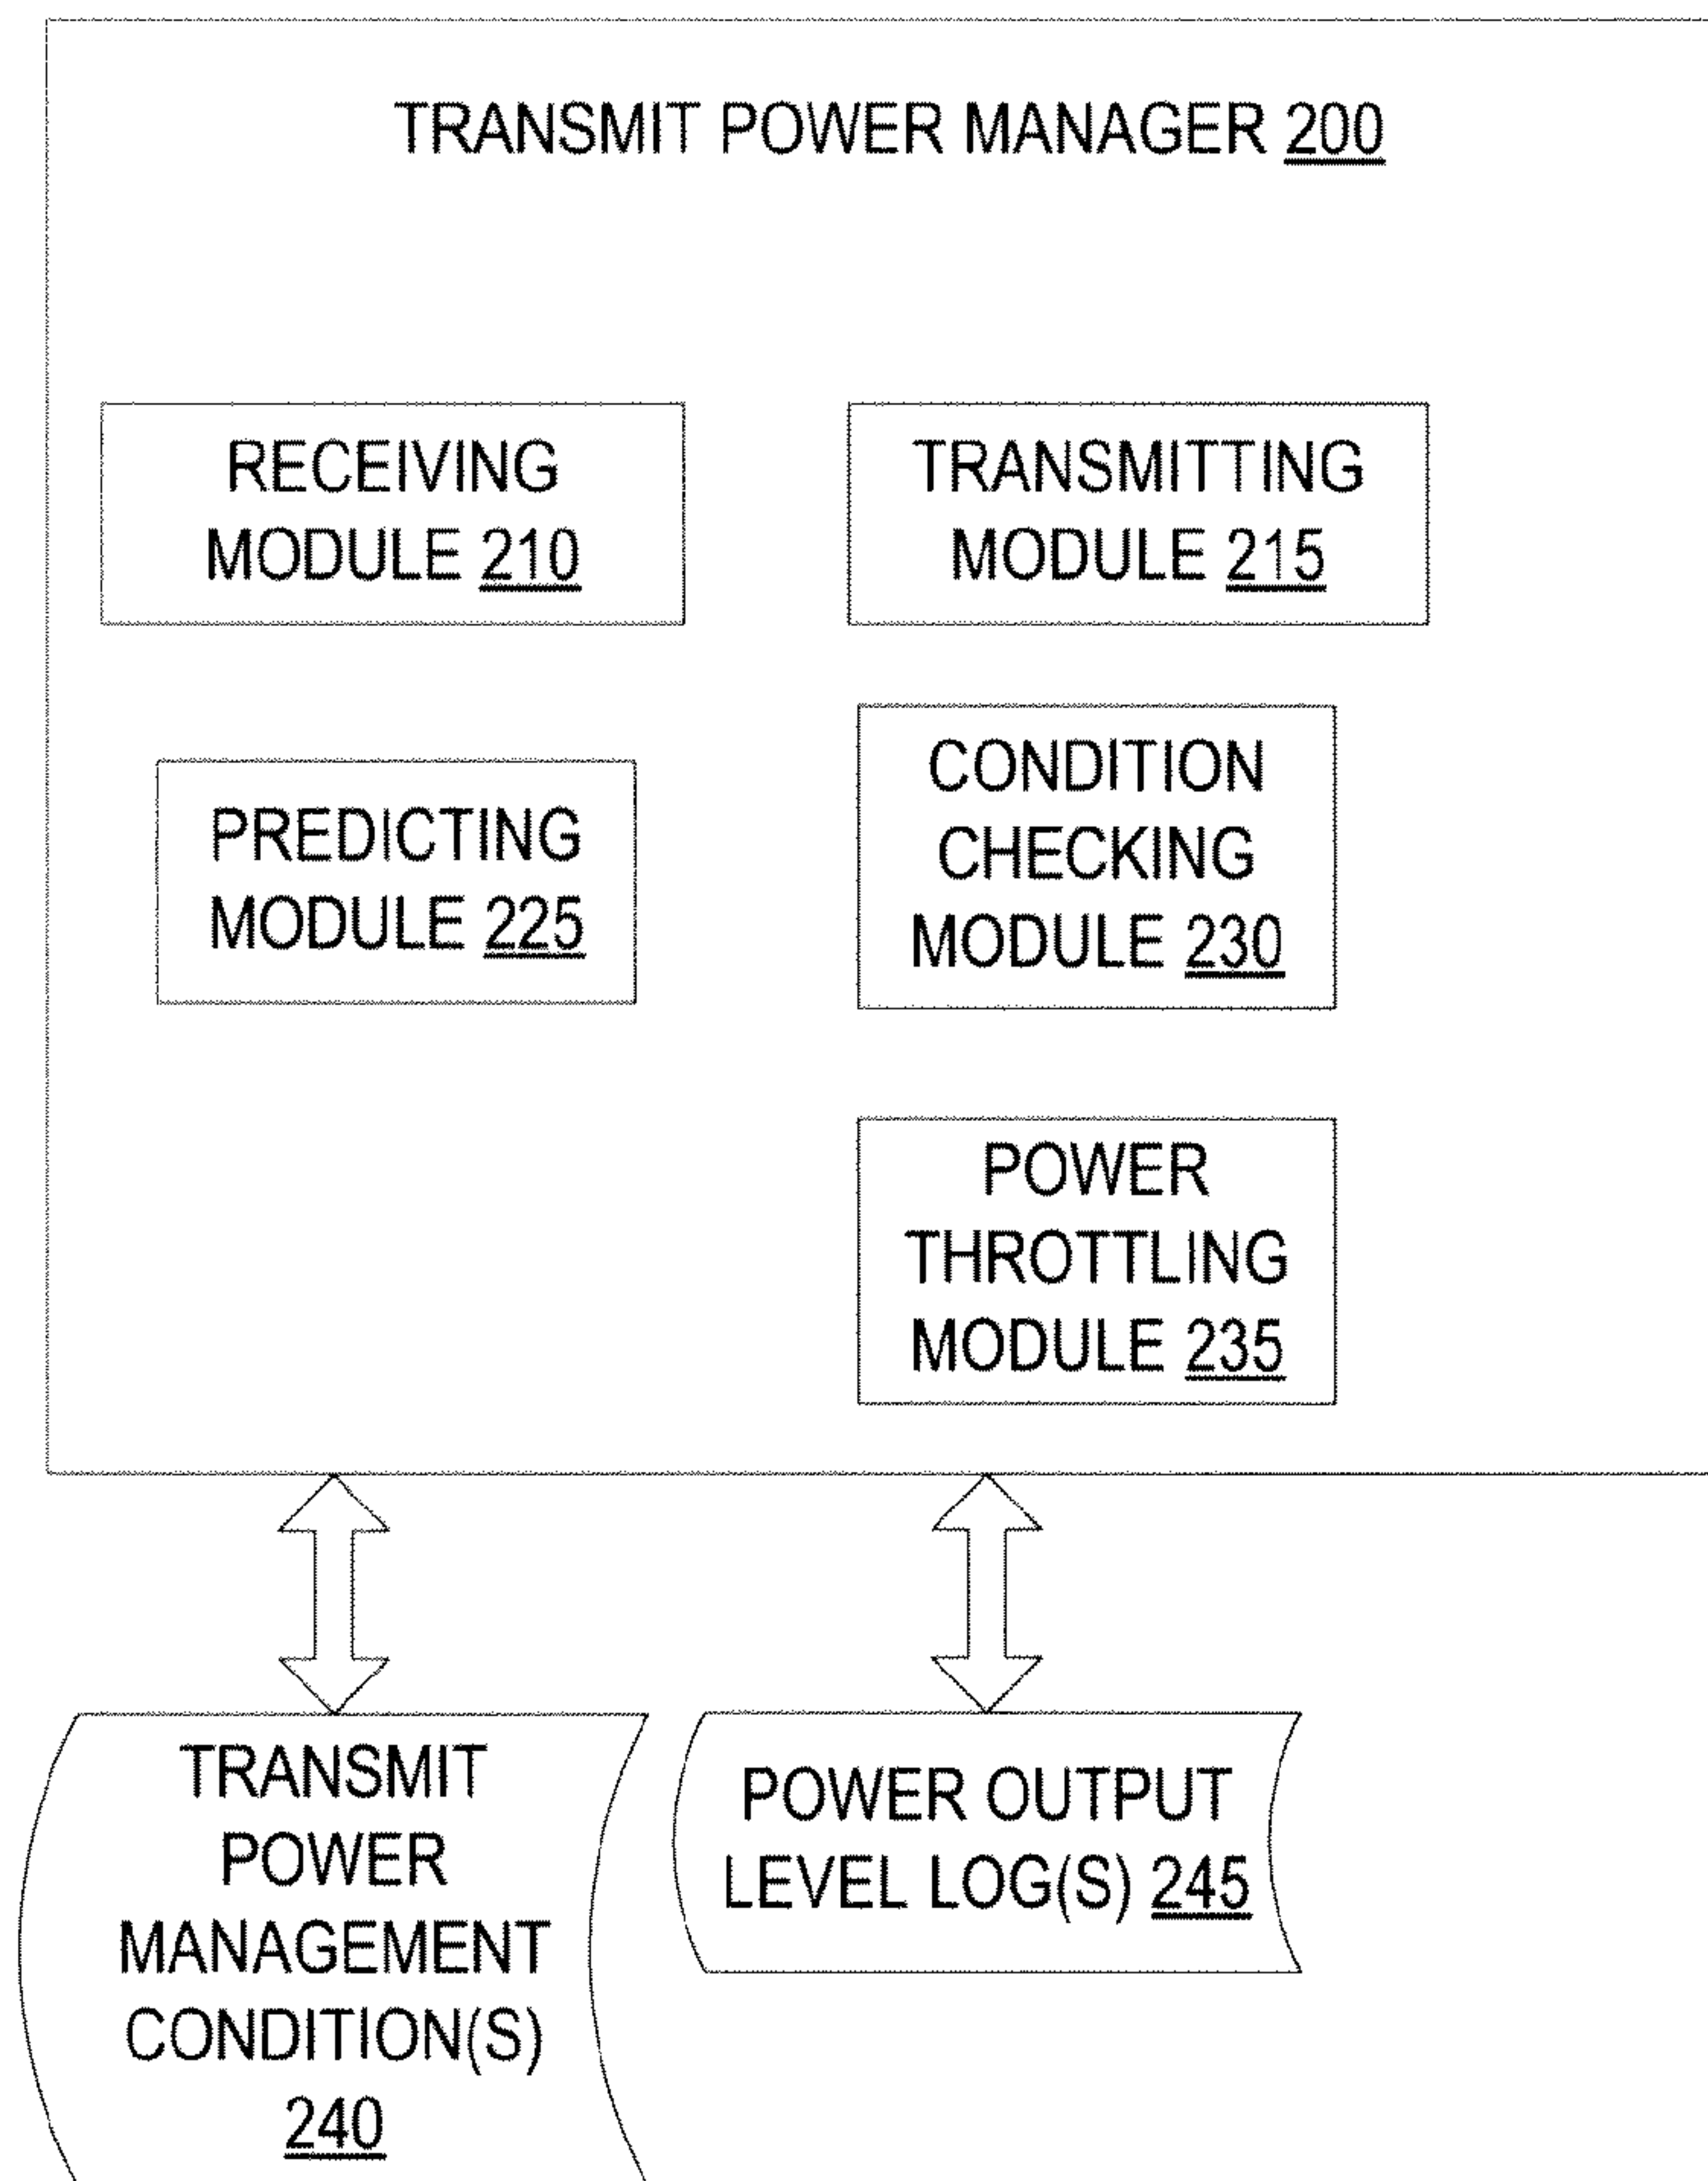 TRANSMIT POWER MANAGER 200
RECEIVING
MODULE 210
TRANSMITTING
MODULE 215
PREDICTING
MODULE 225
CONDITION
CHECKING
MODULE 230
POWER
THROTTLING
MODULE 235
TRANSMIT
POWER
MANAGEMENT
CONDITION(S)
240
POWER OUTPUT
LEVEL LOG(S) 245